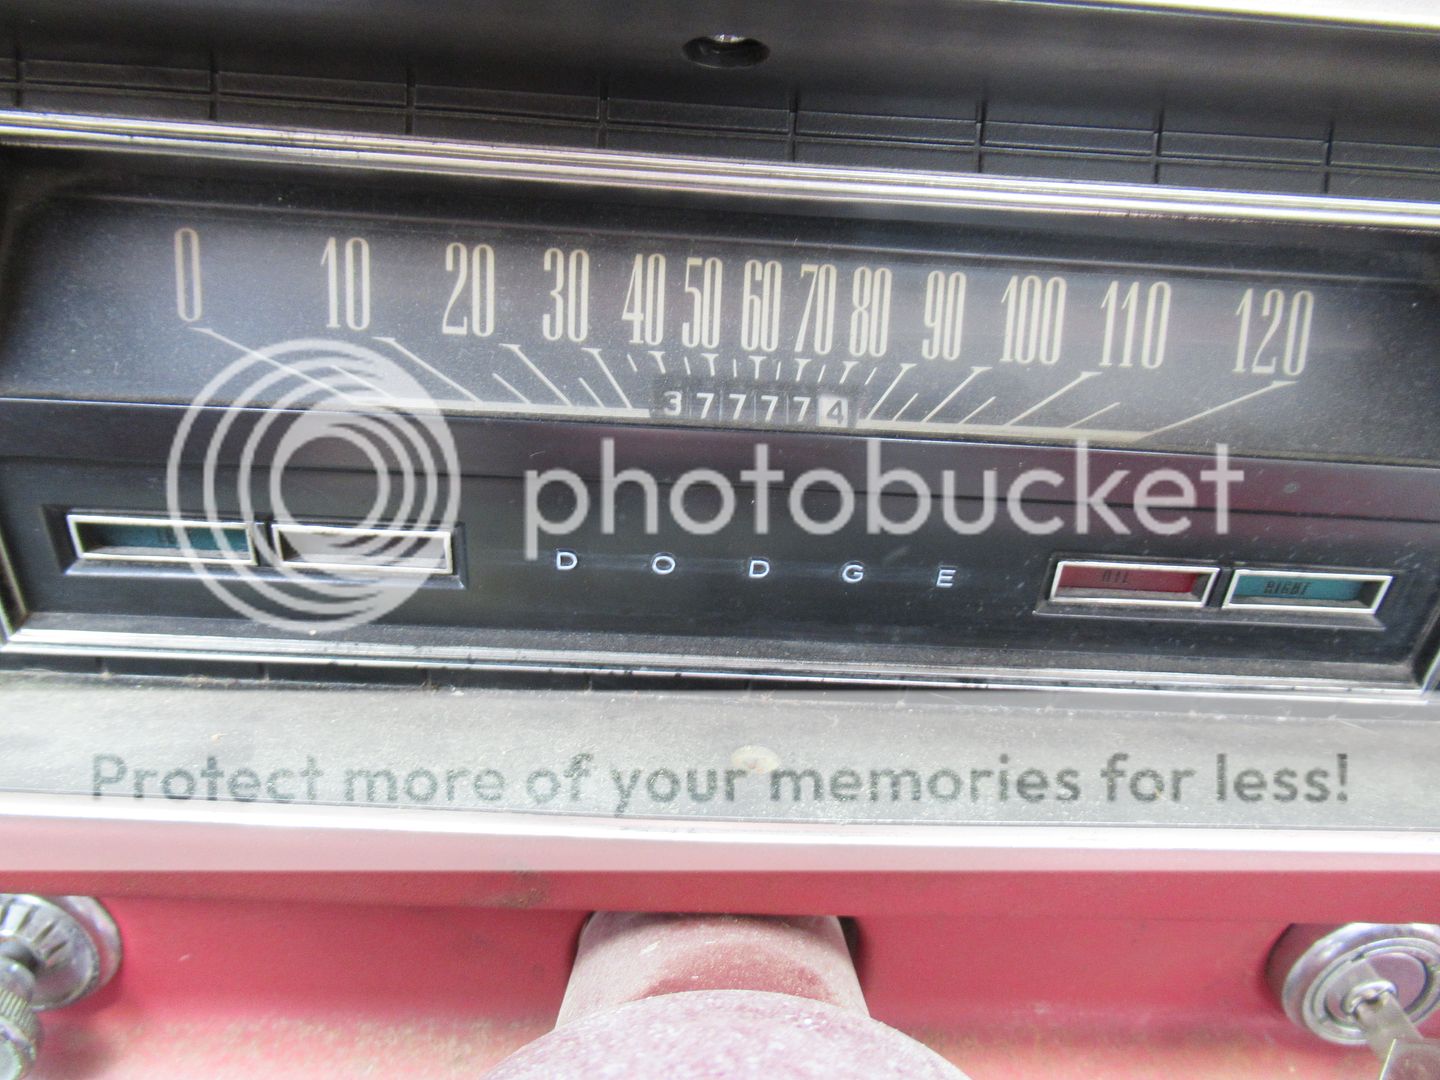 0 10 20 30 40 50 60 70 80 90 100 110 120
377774
photobucket
DODGE
OIL RIGHT
Protect more of your memories for less!